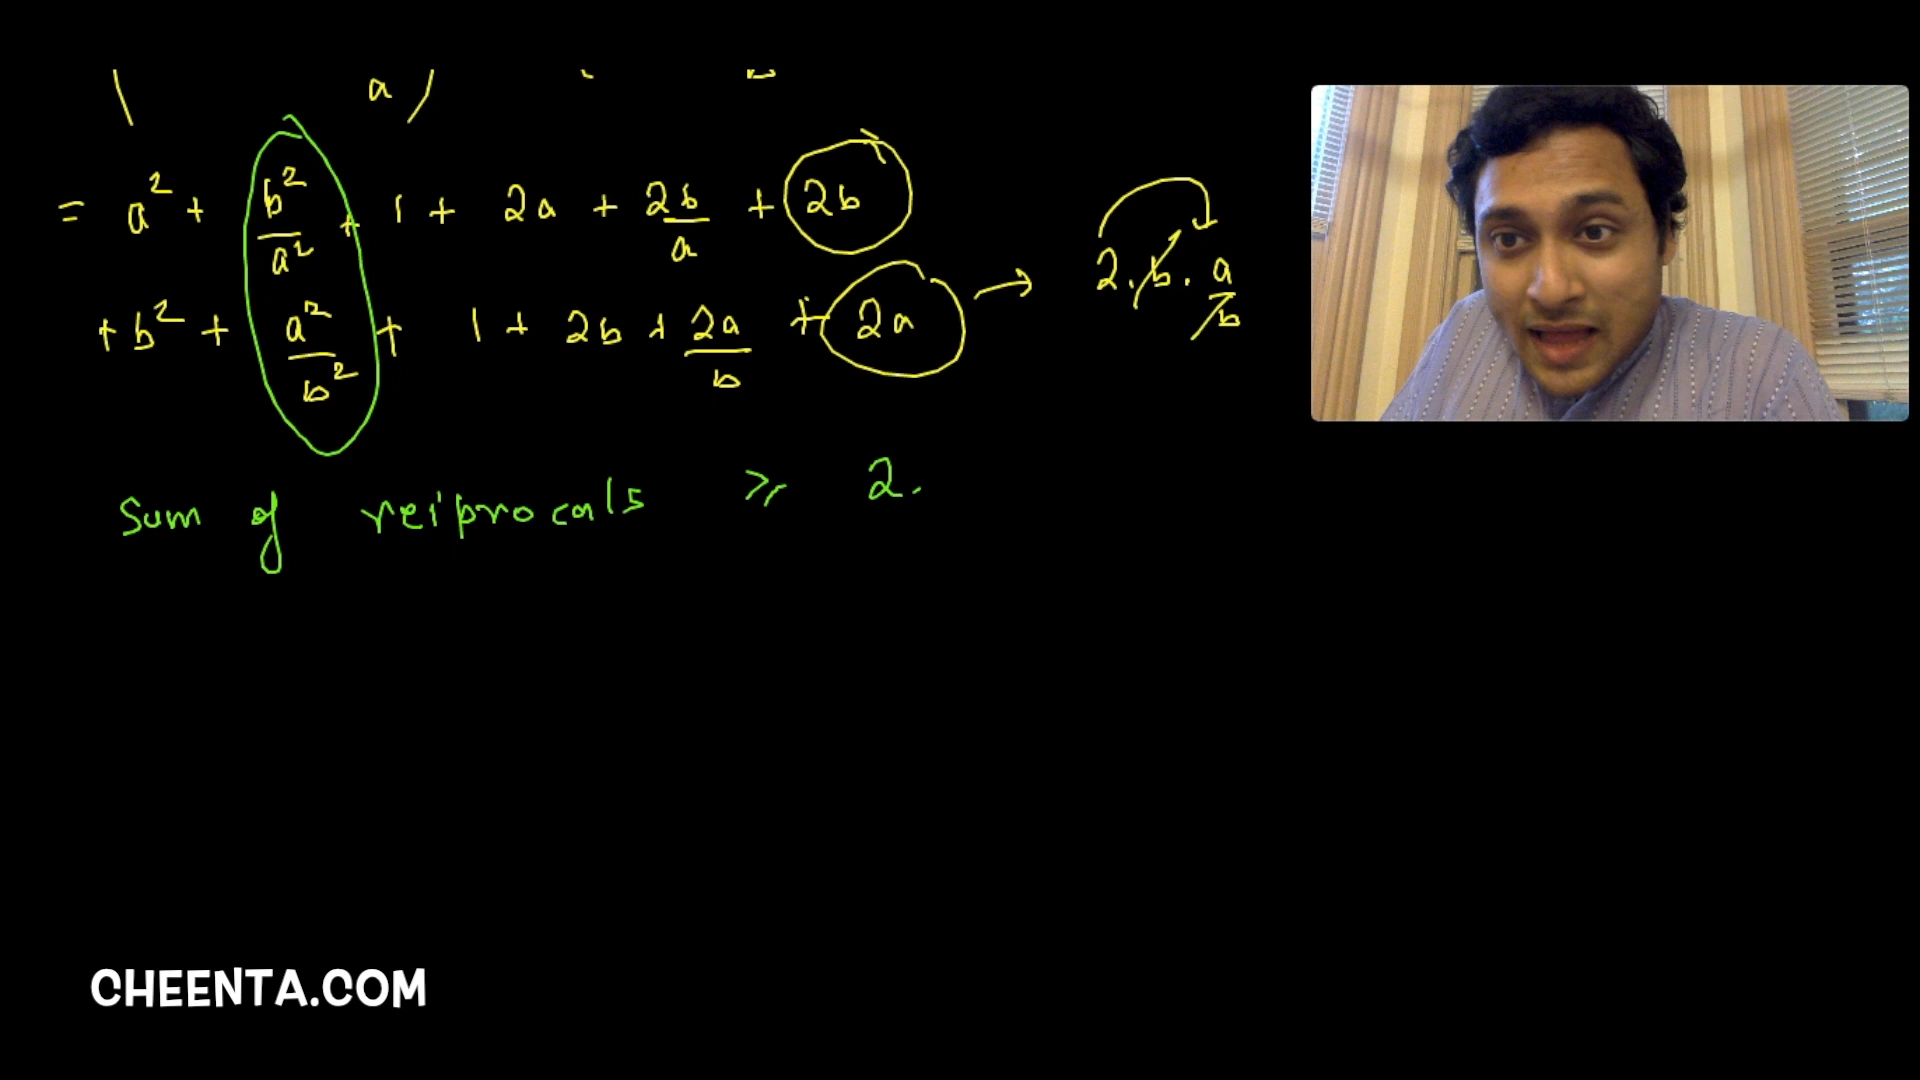 a )
= a² + b²/a² + 1 + 2a + 2b/a + 2b
+ b² + a²/b² + 1 + 2b + 2a/b + 2a → 2 . b . a/b
Sum of reiprocals ⩾ 2.
CHEENTA.COM